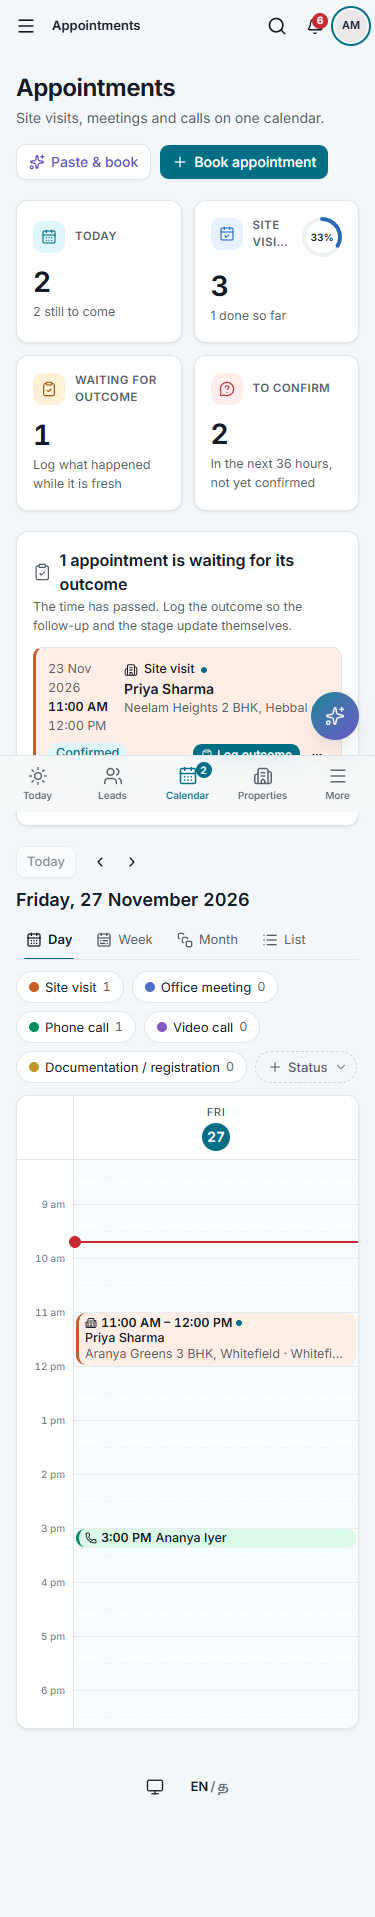 Appointments
6
AM
Appointments
Site visits, meetings and calls on one calendar.
Paste & book
Book appointment
TODAY
2
2 still to come
SITE
VISI...
33%
3
1 done so far
WAITING FOR
OUTCOME
1
Log what happened
while it is fresh
TO CONFIRM
2
In the next 36 hours,
not yet confirmed
1 appointment is waiting for its
outcome
The time has passed. Log the outcome so the
follow-up and the stage update themselves.
23 Nov
2026
11:00 AM
12:00 PM
Site visit
Priya Sharma
Neelam Heights 2 BHK, Hebbal
Confirmed
Log outcome
Today
Leads
2
Calendar
Properties
More
Today
Friday, 27 November 2026
Day
Week
Month
List
Site visit 1
Office meeting 0
Phone call 1
Video call 0
Documentation / registration 0
Status
FRI
27
9 am
10 am
11 am
11:00 AM – 12:00 PM
Priya Sharma
Aranya Greens 3 BHK, Whitefield · Whitefi...
12 pm
1 pm
2 pm
3 pm
3:00 PM Ananya Iyer
4 pm
5 pm
6 pm
EN / த